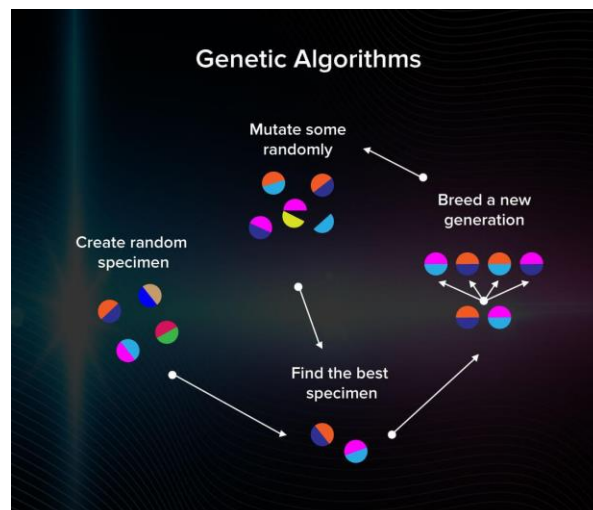 Genetic Algorithms
Mutate some
randomly
Breed a new
generation
Create random
specimen
Find the best
specimen